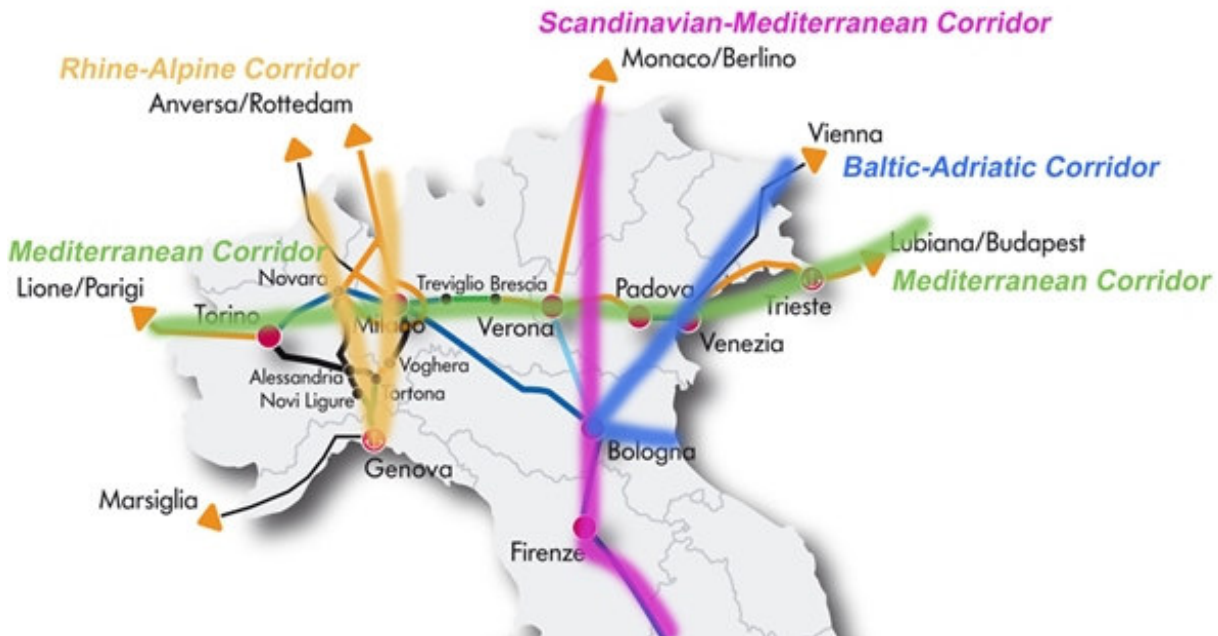 Scandinavian-Mediterranean Corridor
Monaco/Berlino
Rhine-Alpine Corridor
Anversa/Rottedam
Vienna
Baltic-Adriatic Corridor
Mediterranean Corridor
Lione/Parigi
Lubiana/Budapest
Mediterranean Corridor
Novara
Treviglio Brescia
Padova
Trieste
Torino
Milano
Verona
Venezia
Voghera
Alessandria
Tortona
Novi Ligure
Genova
Bologna
Marsiglia
Firenze